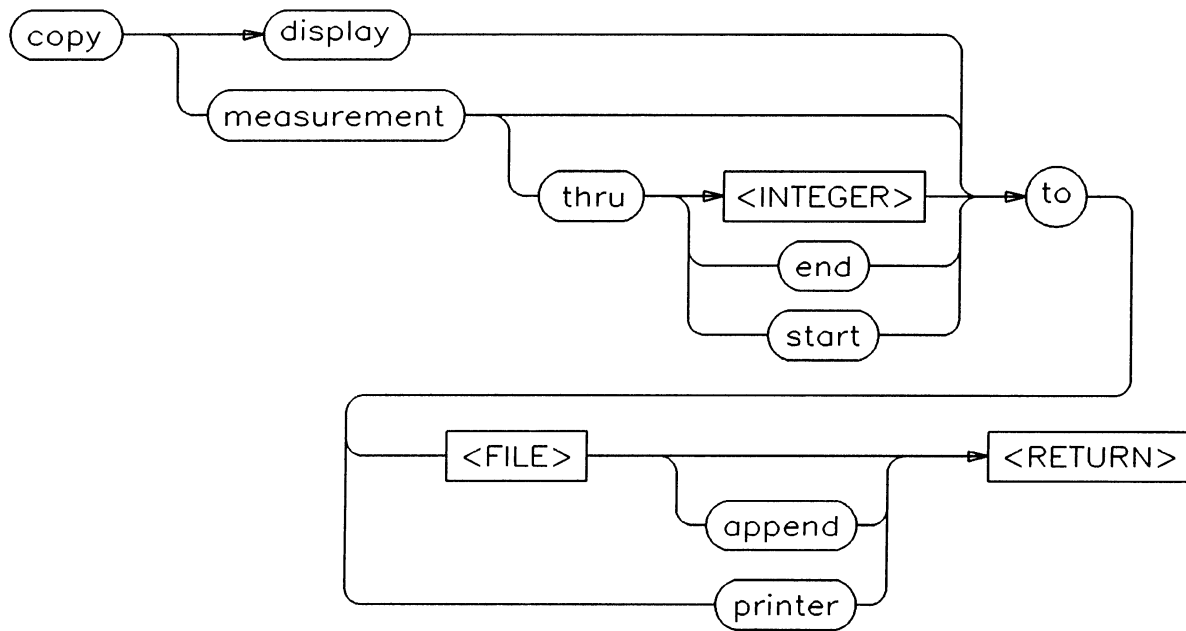 copy
display
measurement
thru
<INTEGER>
to
end
start
<FILE>
<RETURN>
append
printer